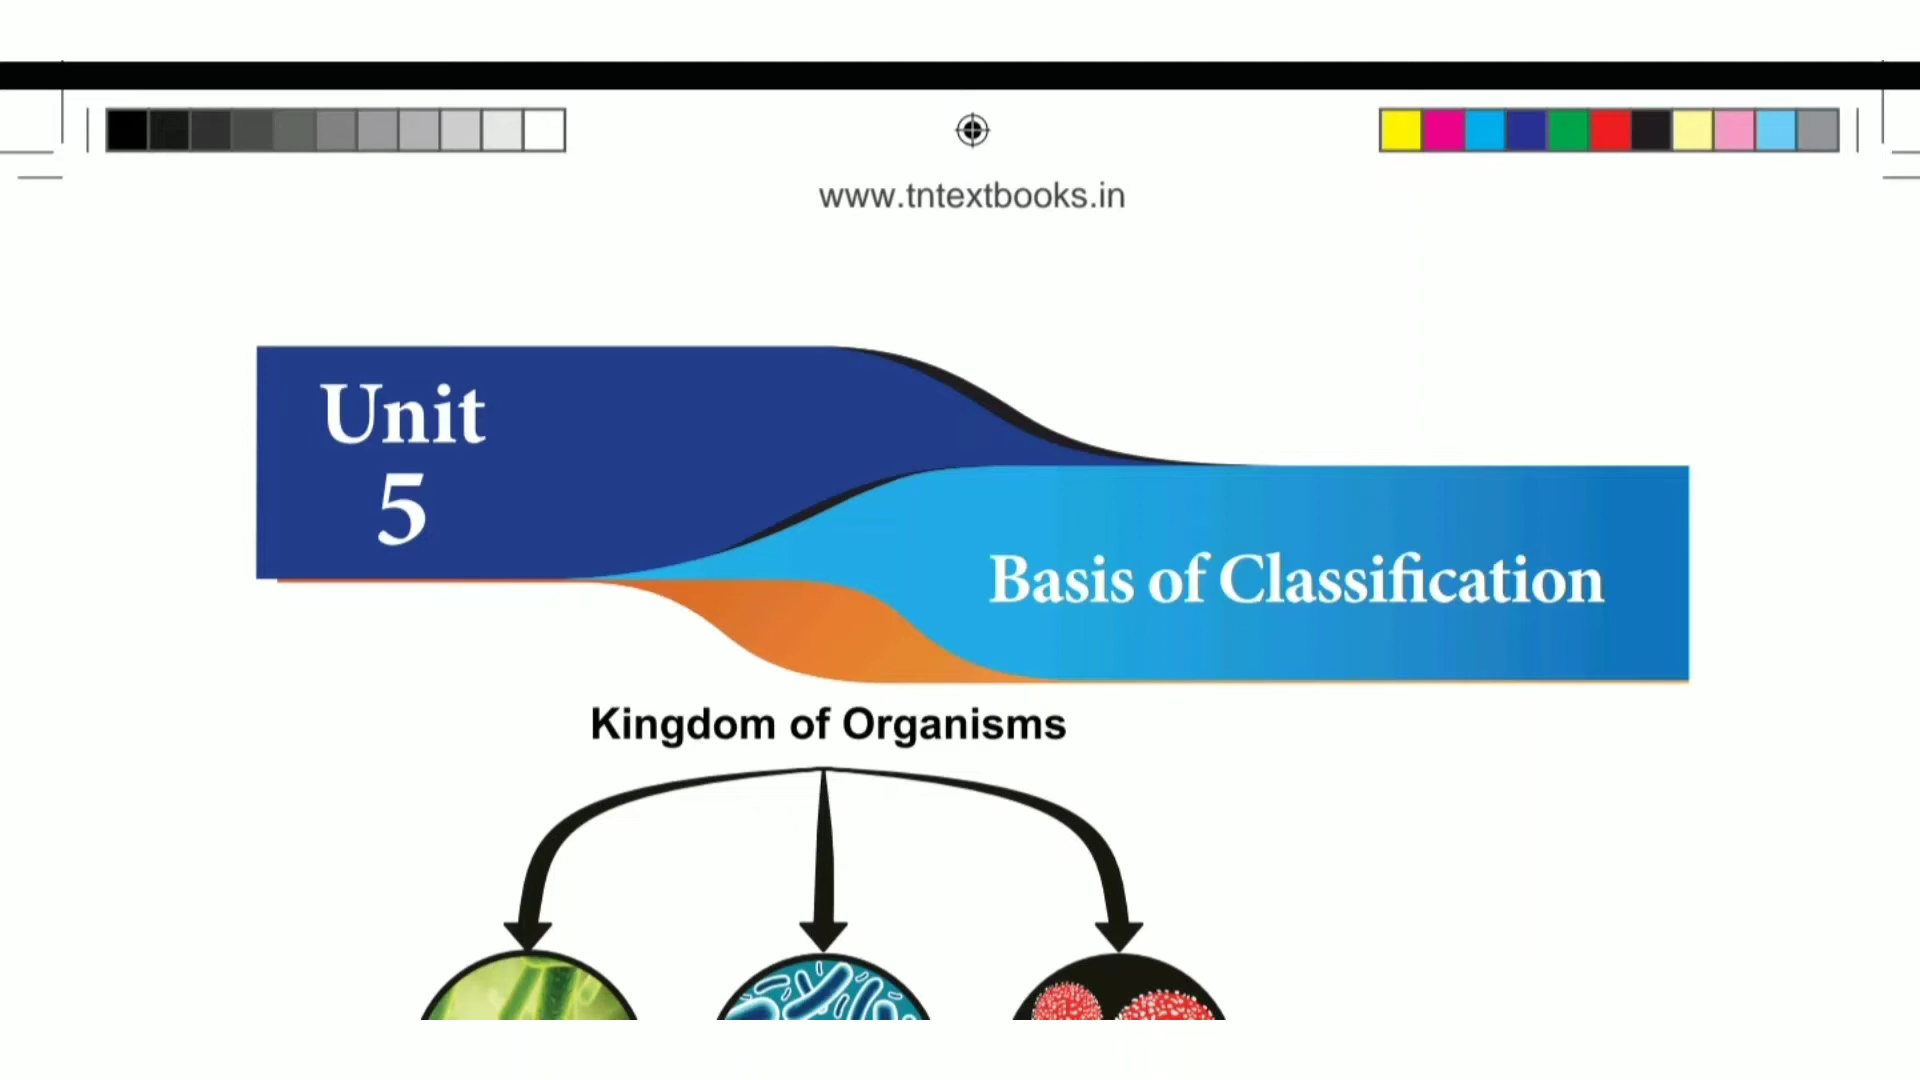 www.tntextbooks.in
Unit
5
Basis of Classification
Kingdom of Organisms